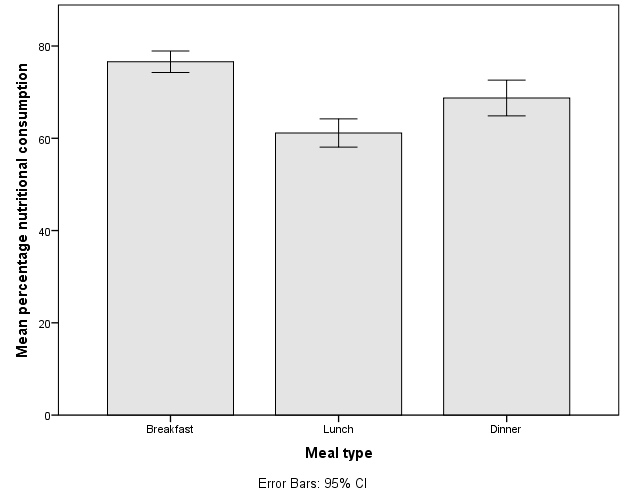 Mean percentage nutritional consumption
80
60
40
20
0
Breakfast Lunch Dinner
Meal type
Error Bars: 95% CI